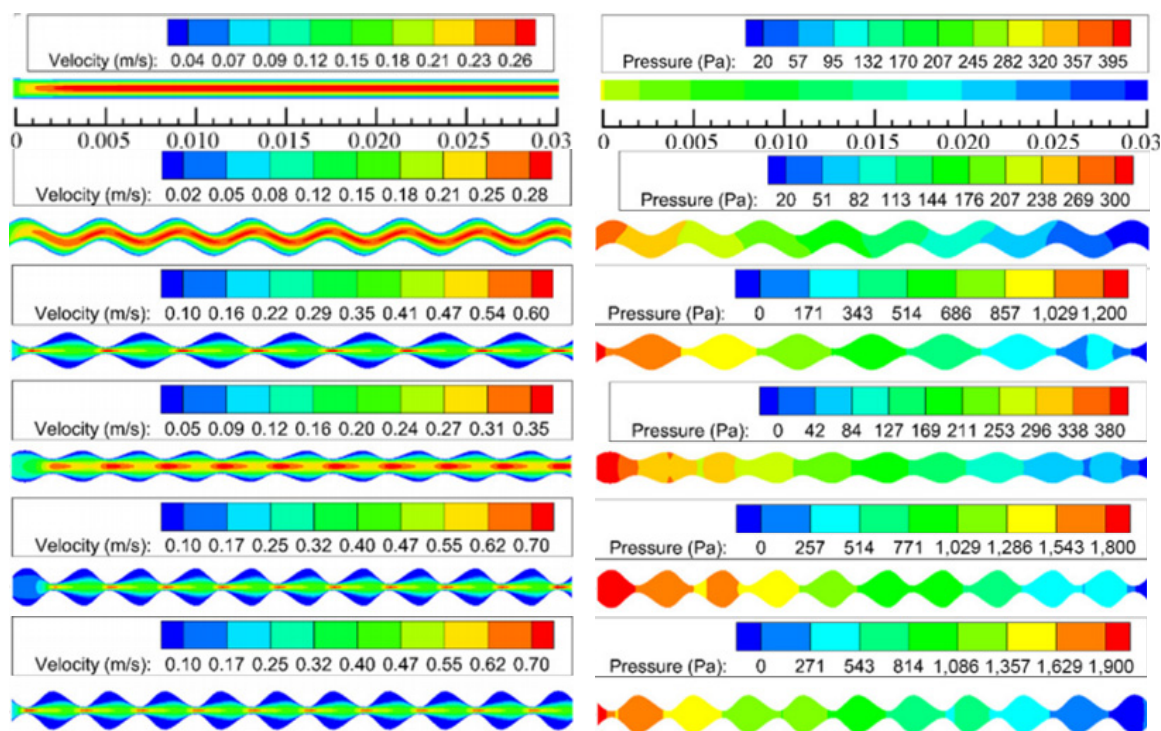 Velocity (m/s): 0.04 0.07 0.09 0.12 0.15 0.18 0.21 0.23 0.26
Pressure (Pa): 20 57 95 132 170 207 245 282 320 357 395
0 0.005 0.010 0.015 0.020 0.025 0.03
0 0.005 0.010 0.015 0.020 0.025 0.03
Velocity (m/s): 0.02 0.05 0.08 0.12 0.15 0.18 0.21 0.25 0.28
Pressure (Pa): 20 51 82 113 144 176 207 238 269 300
Velocity (m/s): 0.10 0.16 0.22 0.29 0.35 0.41 0.47 0.54 0.60
Pressure (Pa): 0 171 343 514 686 857 1,029 1,200
Velocity (m/s): 0.05 0.09 0.12 0.16 0.20 0.24 0.27 0.31 0.35
Pressure (Pa): 0 42 84 127 169 211 253 296 338 380
Velocity (m/s): 0.10 0.17 0.25 0.32 0.40 0.47 0.55 0.62 0.70
Pressure (Pa): 0 257 514 771 1,029 1,286 1,543 1,800
Velocity (m/s): 0.10 0.17 0.25 0.32 0.40 0.47 0.55 0.62 0.70
Pressure (Pa): 0 271 543 814 1,086 1,357 1,629 1,900